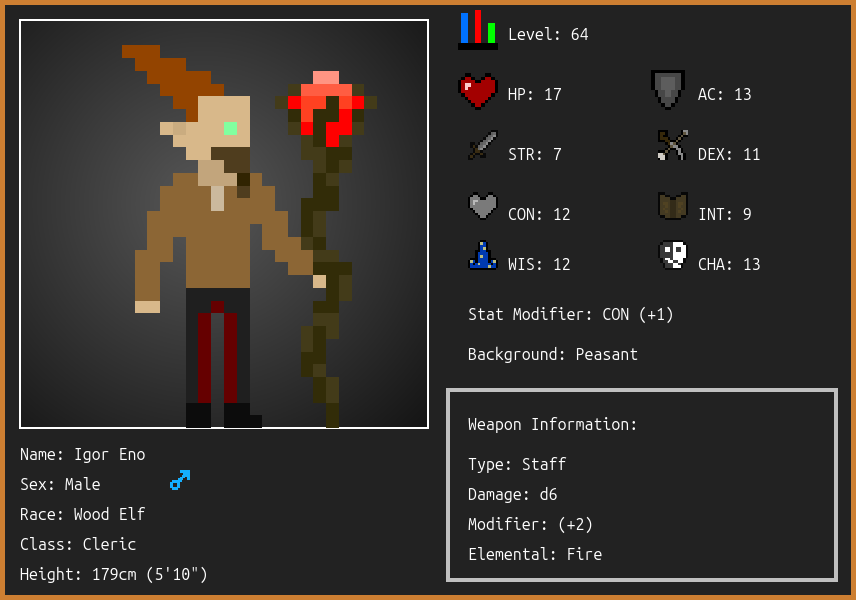 Level: 64
HP: 17
AC: 13
STR: 7
DEX: 11
CON: 12
INT: 9
WIS: 12
CHA: 13
Stat Modifier: CON (+1)
Background: Peasant
Weapon Information:
Type: Staff
Damage: d6
Modifier: (+2)
Elemental: Fire
Name: Igor Eno
Sex: Male
Race: Wood Elf
Class: Cleric
Height: 179cm (5'10")